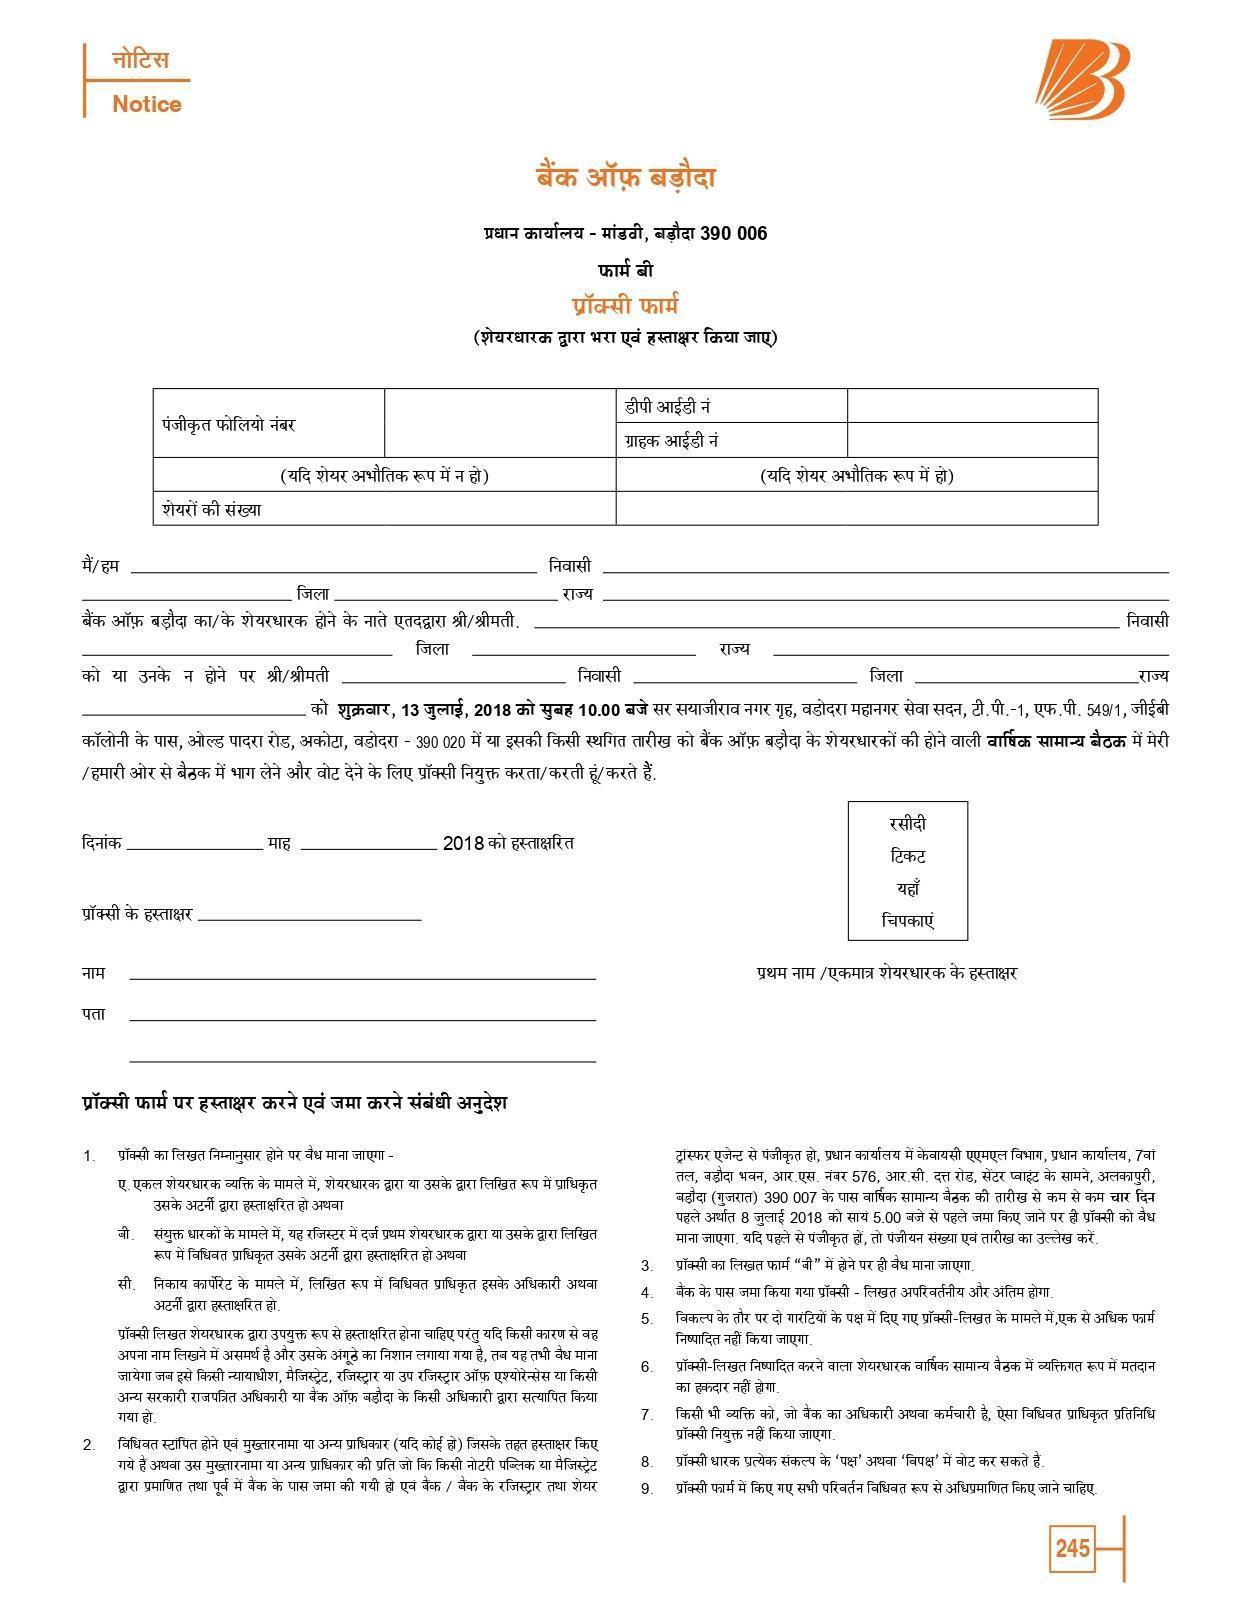 नोटिस
Notice
बैंक ऑफ़ बड़ौदा
प्रधान कार्यालय - मांडवी, बड़ौदा 390 006
फार्म बी
प्रॉक्सी फार्म
(शेयरधारक द्वारा भरा एवं हस्ताक्षर किया जाए)
पंजीकृत फोलियो नंबर
डीपी आईडी नं
ग्राहक आईडी नं
(यदि शेयर अभौतिक रूप में न हो) (यदि शेयर अभौतिक रूप में हो)
शेयरों की संख्या
मैं/हम ____ निवासी ____
____ जिला ____ राज्य ____
बैंक ऑफ़ बड़ौदा का/के शेयरधारक होने के नाते एतदद्वारा श्री/श्रीमती. ____ निवासी
____ जिला ____ राज्य ____
को या उनके न होने पर श्री/श्रीमती ____ निवासी ____ जिला ____राज्य
____ को शुक्रवार, 13 जुलाई, 2018 को सुबह 10.00 बजे सर सयाजीराव नगर गृह, वडोदरा महानगर सेवा सदन, टी.पी.-1, एफ.पी. 549/1, जीईबी
कॉलोनी के पास, ओल्ड पादरा रोड, अकोटा, वडोदरा - 390 020 में या इसकी किसी स्थगित तारीख को बैंक ऑफ़ बड़ौदा के शेयरधारकों की होने वाली वार्षिक सामान्य बैठक में मेरी
/हमारी ओर से बैठक में भाग लेने और वोट देने के लिए प्रॉक्सी नियुक्त करता/करती हूं/करते हैं.
रसीदी
टिकट
यहाँ
चिपकाएं
दिनांक ____ माह ____ 2018 को हस्ताक्षरित
प्रॉक्सी के हस्ताक्षर ____
नाम ____
प्रथम नाम /एकमात्र शेयरधारक के हस्ताक्षर
पता ____
प्रॉक्सी फार्म पर हस्ताक्षर करने एवं जमा करने संबंधी अनुदेश
1. प्रॉक्सी का लिखत निम्नानुसार होने पर वैध माना जाएगा -
ए. एकल शेयरधारक व्यक्ति के मामले में, शेयरधारक द्वारा या उसके द्वारा लिखित रूप में प्राधिकृत
उसके अटर्नी द्वारा हस्ताक्षरित हो अथवा
बी. संयुक्त धारकों के मामले में, यह रजिस्टर में दर्ज प्रथम शेयरधारक द्वारा या उसके द्वारा लिखित
रूप में विधिवत प्राधिकृत उसके अटर्नी द्वारा हस्ताक्षरित हो अथवा
सी. निकाय कार्पोरेट के मामले में, लिखित रूप में विधिवत प्राधिकृत इसके अधिकारी अथवा
अटर्नी द्वारा हस्ताक्षरित हो.
प्रॉक्सी लिखत शेयरधारक द्वारा उपयुक्त रूप से हस्ताक्षरित होना चाहिए परंतु यदि किसी कारण से वह
अपना नाम लिखने में असमर्थ है और उसके अंगूठे का निशान लगाया गया है, तब यह तभी वैध माना
जायेगा जब इसे किसी न्यायाधीश, मैजिस्ट्रेट, रजिस्ट्रार या उप रजिस्ट्रार ऑफ़ एश्योरेन्सेस या किसी
अन्य सरकारी राजपत्रित अधिकारी या बैंक ऑफ़ बड़ौदा के किसी अधिकारी द्वारा सत्यापित किया
गया हो.
2. विधिवत स्टांपित होने एवं मुख्तारनामा या अन्य प्राधिकार (यदि कोई हो) जिसके तहत हस्ताक्षर किए
गये हैं अथवा उस मुख्तारनामा या अन्य प्राधिकार की प्रति जो कि किसी नोटरी पब्लिक या मैजिस्ट्रेट
द्वारा प्रमाणित तथा पूर्व में बैंक के पास जमा की गयी हो एवं बैंक / बैंक के रजिस्ट्रार तथा शेयर
ट्रांस्फर एजेन्ट से पंजीकृत हो, प्रधान कार्यालय में केवायसी एएमएल विभाग, प्रधान कार्यालय, 7वां
तल, बड़ौदा भवन, आर.एस. नंबर 576, आर.सी. दत्त रोड, सेंटर प्वाइंट के सामने, अलकापुरी,
बड़ौदा (गुजरात) 390 007 के पास वार्षिक सामान्य बैठक की तारीख से कम से कम चार दिन
पहले अर्थात 8 जुलाई 2018 को सायं 5.00 बजे से पहले जमा किए जाने पर ही प्रॉक्सी को वैध
माना जाएगा. यदि पहले से पंजीकृत हों, तो पंजीयन संख्या एवं तारीख का उल्लेख करें.
3. प्रॉक्सी का लिखत फार्म “बी” में होने पर ही वैध माना जाएगा.
4. बैंक के पास जमा किया गया प्रॉक्सी - लिखत अपरिवर्तनीय और अंतिम होगा.
5. विकल्प के तौर पर दो गारंटियों के पक्ष में दिए गए प्रॉक्सी-लिखत के मामले में,एक से अधिक फार्म
निष्पादित नहीं किया जाएगा.
6. प्रॉक्सी-लिखत निष्पादित करने वाला शेयरधारक वार्षिक सामान्य बैठक में व्यक्तिगत रूप में मतदान
का हकदार नहीं होगा.
7. किसी भी व्यक्ति को, जो बैंक का अधिकारी अथवा कर्मचारी है, ऐसा विधिवत प्राधिकृत प्रतिनिधि
प्रॉक्सी नियुक्त नहीं किया जाएगा.
8. प्रॉक्सी धारक प्रत्येक संकल्प के ‘पक्ष’ अथवा ‘विपक्ष’ में वोट कर सकते है.
9. प्रॉक्सी फार्म में किए गए सभी परिवर्तन विधिवत रूप से अधिप्रमाणित किए जाने चाहिए.
245